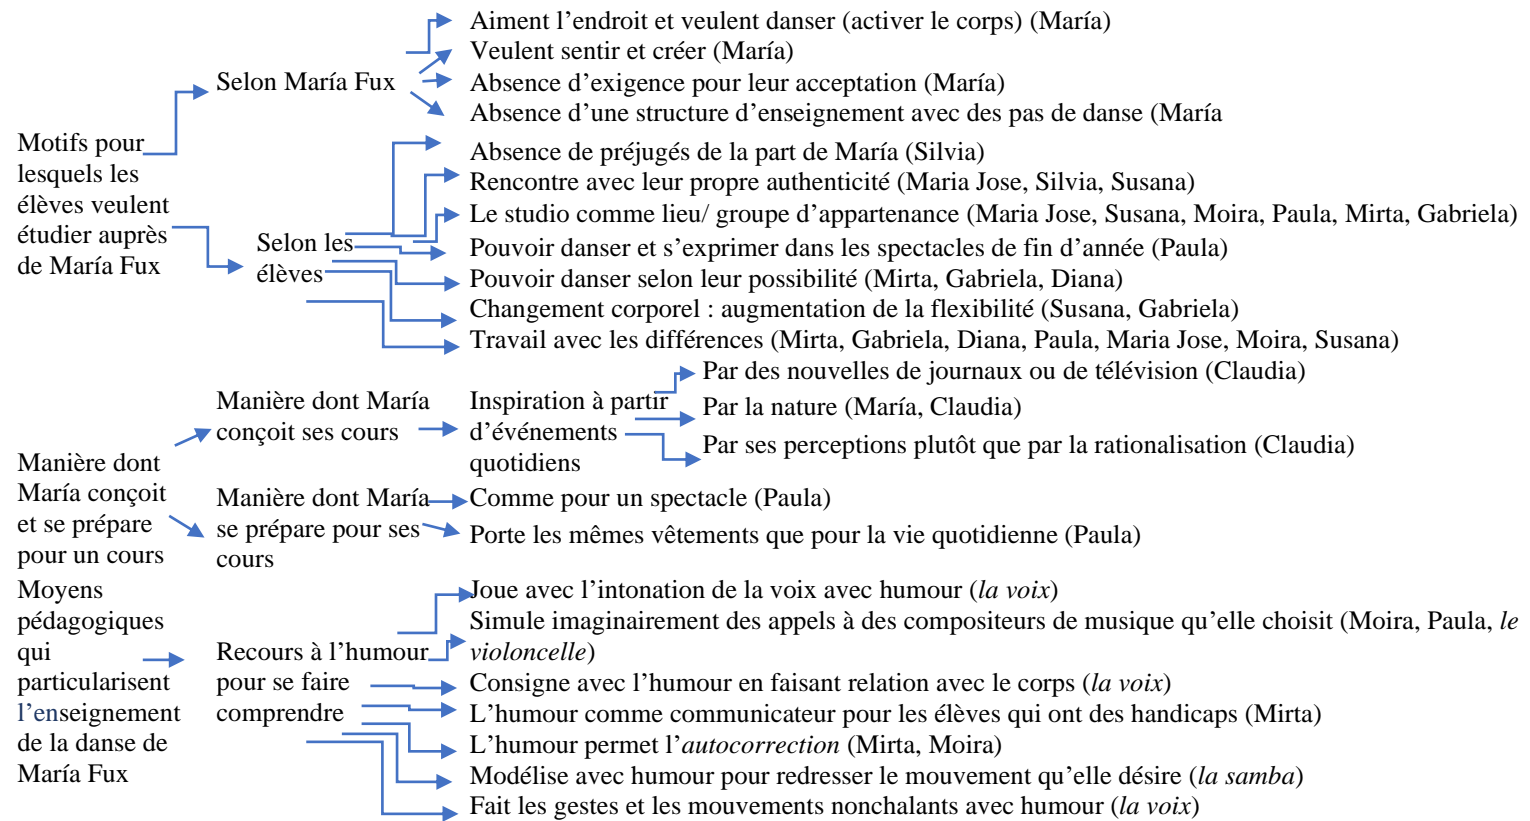 Motifs pour
lesquels les
élèves veulent
étudier auprès
de María Fux
Selon María Fux
Aiment l’endroit et veulent danser (activer le corps) (María)
Veulent sentir et créer (María)
Absence d’exigence pour leur acceptation (María)
Absence d’une structure d’enseignement avec des pas de danse (María
Selon les
élèves
Absence de préjugés de la part de María (Silvia)
Rencontre avec leur propre authenticité (Maria Jose, Silvia, Susana)
Le studio comme lieu/ groupe d’appartenance (Maria Jose, Susana, Moira, Paula, Mirta, Gabriela)
Pouvoir danser et s’exprimer dans les spectacles de fin d’année (Paula)
Pouvoir danser selon leur possibilité (Mirta, Gabriela, Diana)
Changement corporel : augmentation de la flexibilité (Susana, Gabriela)
Travail avec les différences (Mirta, Gabriela, Diana, Paula, Maria Jose, Moira, Susana)
Manière dont
María conçoit
et se prépare
pour un cours
Manière dont María
conçoit ses cours
Inspiration à partir
d’événements
quotidiens
Par des nouvelles de journaux ou de télévision (Claudia)
Par la nature (María, Claudia)
Par ses perceptions plutôt que par la rationalisation (Claudia)
Manière dont María
se prépare pour ses
cours
Comme pour un spectacle (Paula)
Porte les mêmes vêtements que pour la vie quotidienne (Paula)
Moyens
pédagogiques
qui
particularisent
l’enseignement
de la danse de
María Fux
Recours à l’humour
pour se faire
comprendre
Joue avec l’intonation de la voix avec humour (la voix)
Simule imaginairement des appels à des compositeurs de musique qu’elle choisit (Moira, Paula, le
violoncelle)
Consigne avec l’humour en faisant relation avec le corps (la voix)
L’humour comme communicateur pour les élèves qui ont des handicaps (Mirta)
L’humour permet l’autocorrection (Mirta, Moira)
Modélise avec humour pour redresser le mouvement qu’elle désire (la samba)
Fait les gestes et les mouvements nonchalants avec humour (la voix)